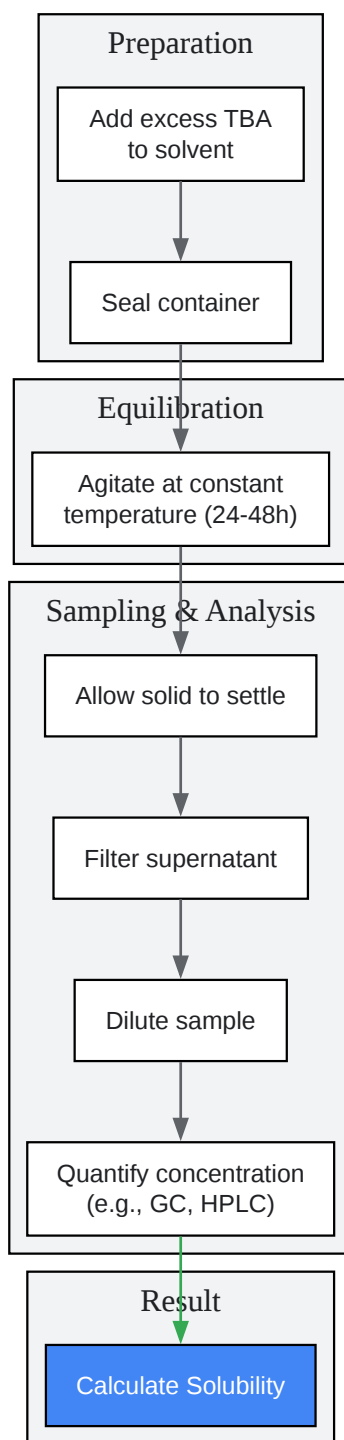 Preparation
Add excess TBA
to solvent
Seal container
Equilibration
Agitate at constant
temperature (24-48h)
Sampling & Analysis
Allow solid to settle
Filter supernatant
Dilute sample
Quantify concentration
(e.g., GC, HPLC)
Result
Calculate Solubility